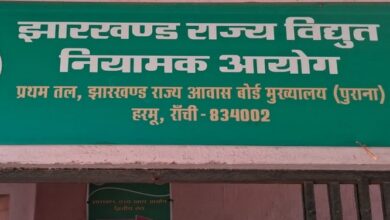 झारखण्ड राज्य विद्युत
नियामक आयोग
प्रथम तल, झारखण्ड राज्य आवास बोर्ड मुख्यालय (पुराना)
हरमू, राँची - 834002